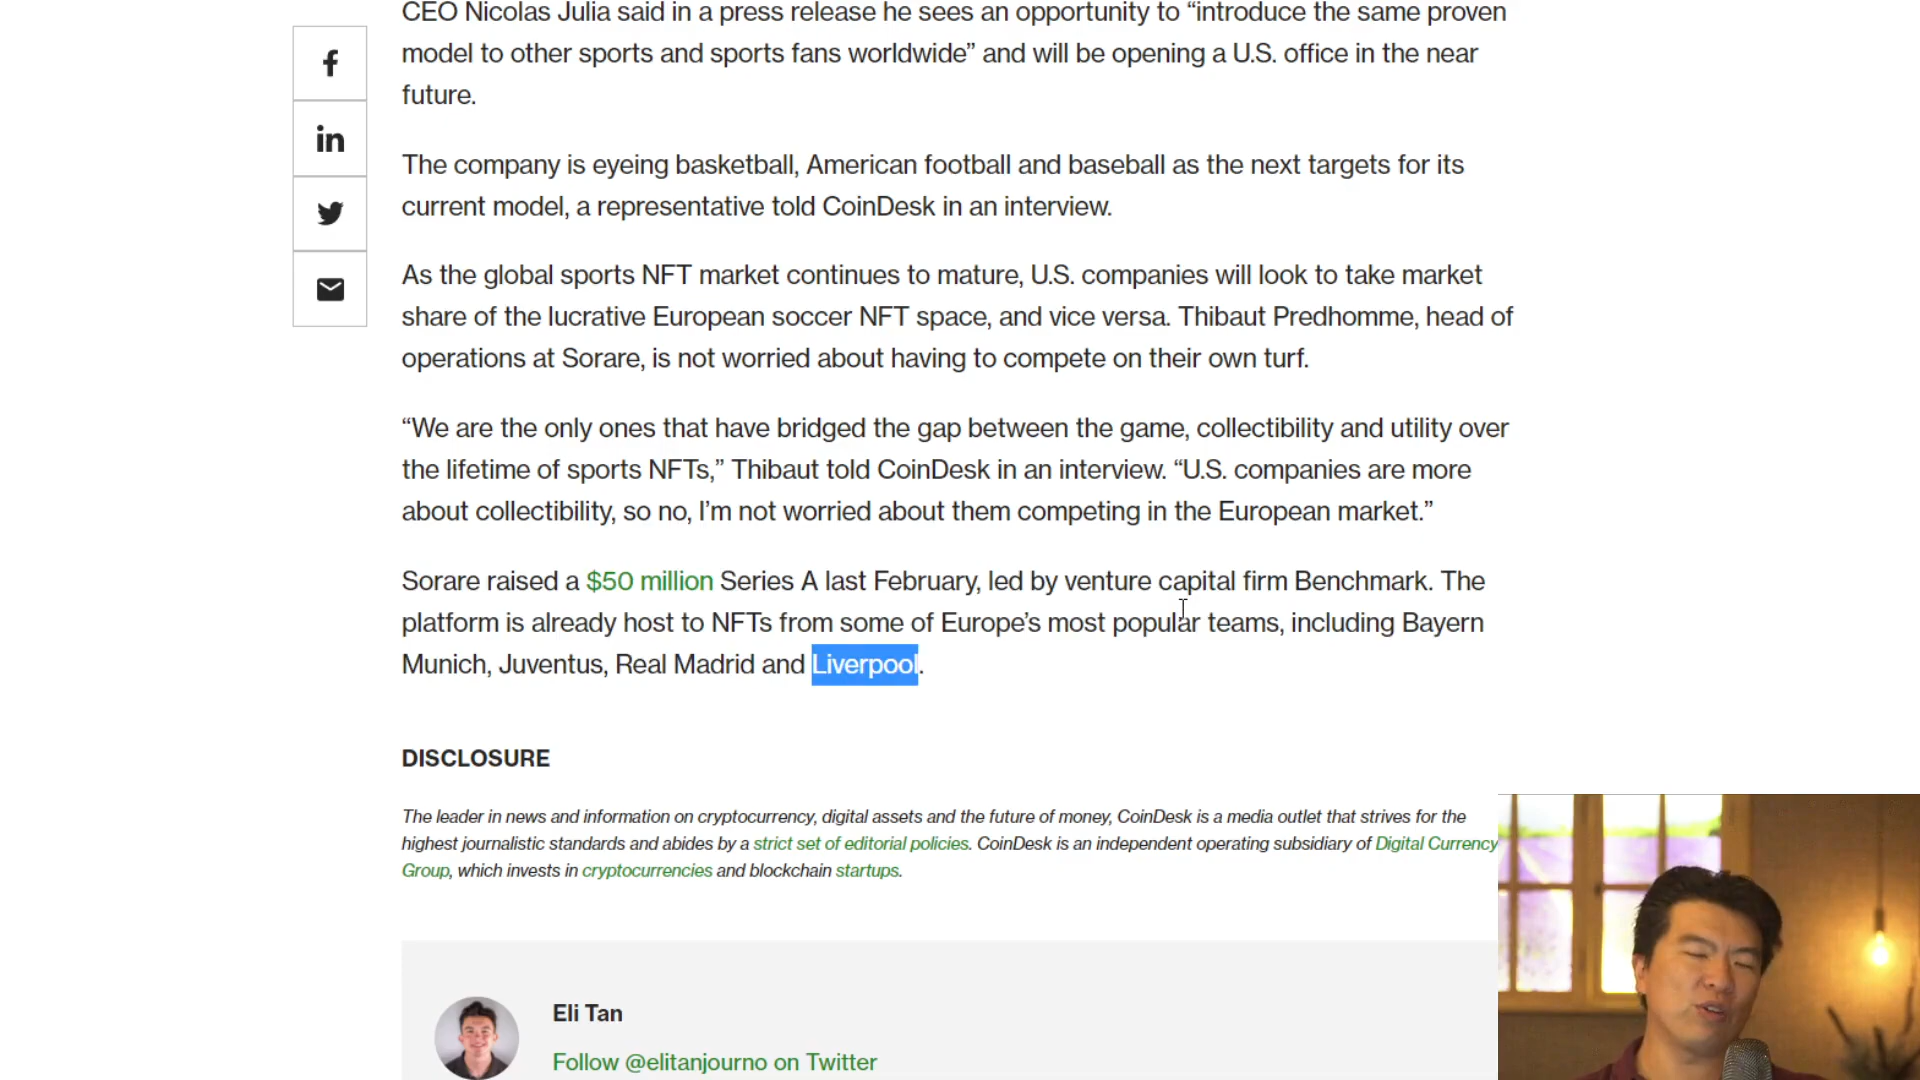 CEO Nicolas Julia said in a press release he sees an opportunity to “introduce the same proven
model to other sports and sports fans worldwide” and will be opening a U.S. office in the near
future.
The company is eyeing basketball, American football and baseball as the next targets for its
current model, a representative told CoinDesk in an interview.
As the global sports NFT market continues to mature, U.S. companies will look to take market
share of the lucrative European soccer NFT space, and vice versa. Thibaut Predhomme, head of
operations at Sorare, is not worried about having to compete on their own turf.
“We are the only ones that have bridged the gap between the game, collectibility and utility over
the lifetime of sports NFTs,” Thibaut told CoinDesk in an interview. “U.S. companies are more
about collectibility, so no, I’m not worried about them competing in the European market.”
Sorare raised a $50 million Series A last February, led by venture capital firm Benchmark. The
platform is already host to NFTs from some of Europe’s most popular teams, including Bayern
Munich, Juventus, Real Madrid and Liverpool.
DISCLOSURE
The leader in news and information on cryptocurrency, digital assets and the future of money, CoinDesk is a media outlet that strives for the
highest journalistic standards and abides by a strict set of editorial policies. CoinDesk is an independent operating subsidiary of Digital Currency
Group, which invests in cryptocurrencies and blockchain startups.
Eli Tan
Follow @elitanjourno on Twitter